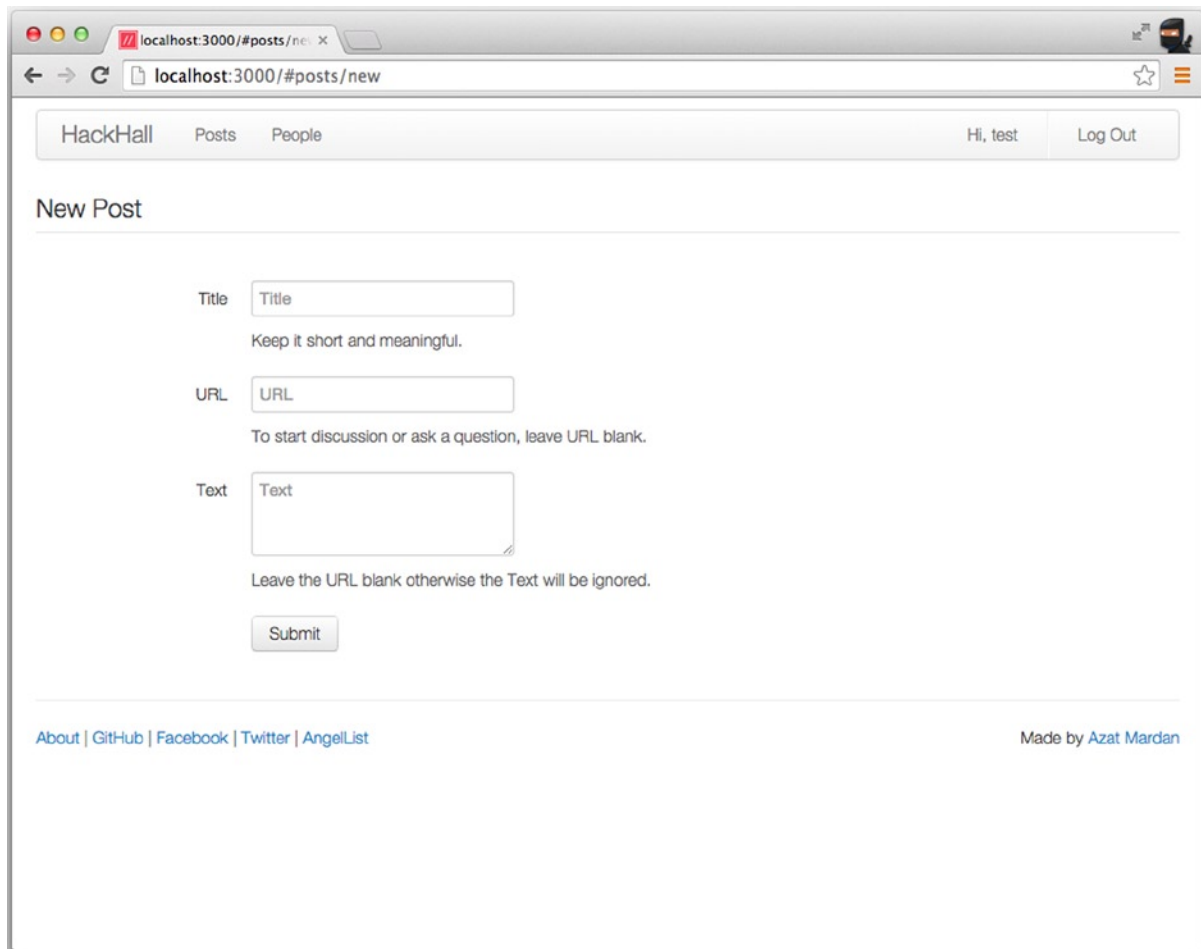 localhost:3000/#posts/ne
localhost:3000/#posts/new
HackHall Posts People Hi, test Log Out
New Post
Title Title
Keep it short and meaningful.
URL URL
To start discussion or ask a question, leave URL blank.
Text Text
Leave the URL blank otherwise the Text will be ignored.
Submit
About | GitHub | Facebook | Twitter | AngelList Made by Azat Mardan